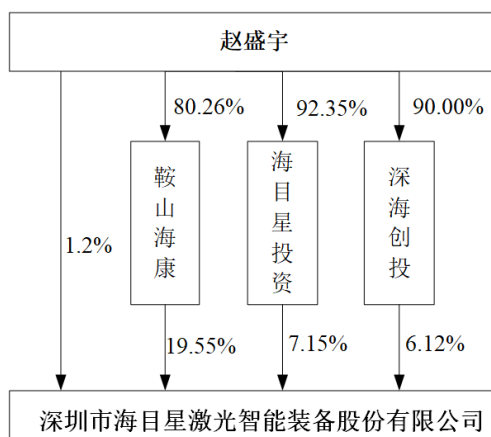 赵盛宇
80.26%
92.35%
90.00%
鞍山海康
海目星投资
深海创投
1.2%
19.55%
7.15%
6.12%
深圳市海目星激光智能装备股份有限公司